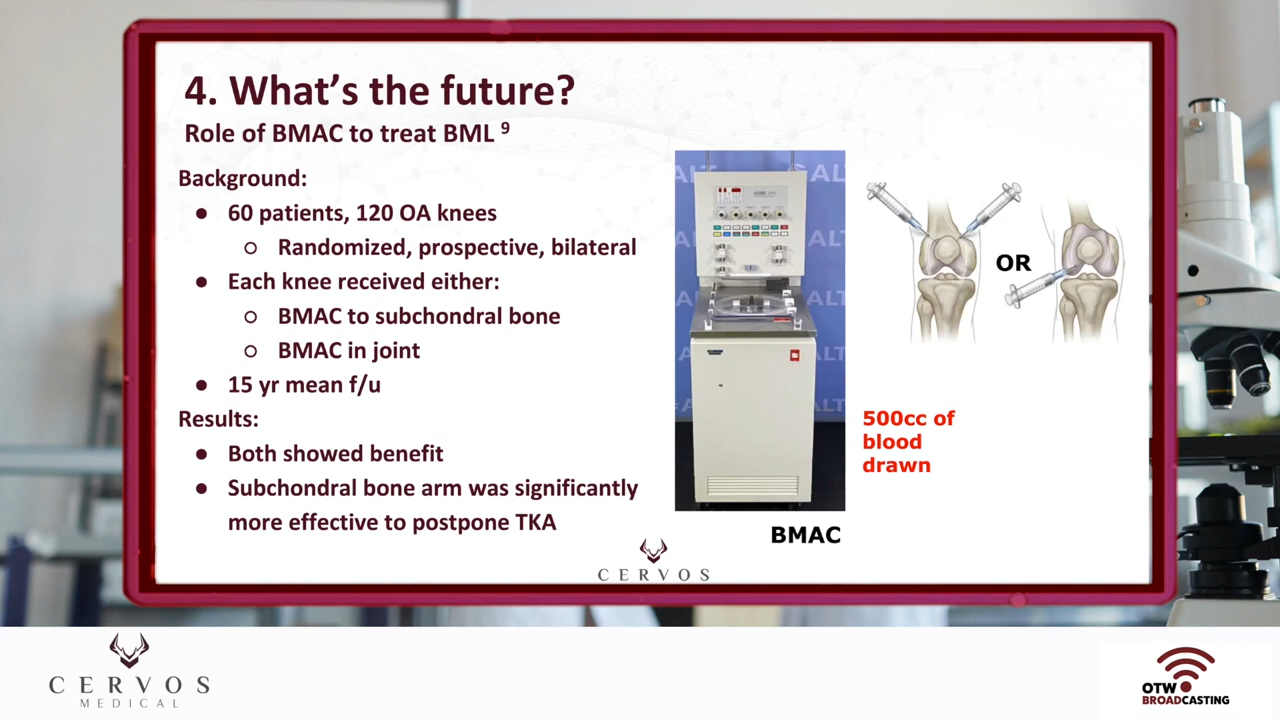 4. What's the future?
Role of BMAC to treat BML 9
Background:
● 60 patients, 120 OA knees
○ Randomized, prospective, bilateral
● Each knee received either:
○ BMAC to subchondral bone
○ BMAC in joint
● 15 yr mean f/u
Results:
● Both showed benefit
● Subchondral bone arm was significantly
more effective to postpone TKA
OR
500cc of
blood
drawn
BMAC
CERVOS
CERVOS
MEDICAL
OTW
BROADCASTING